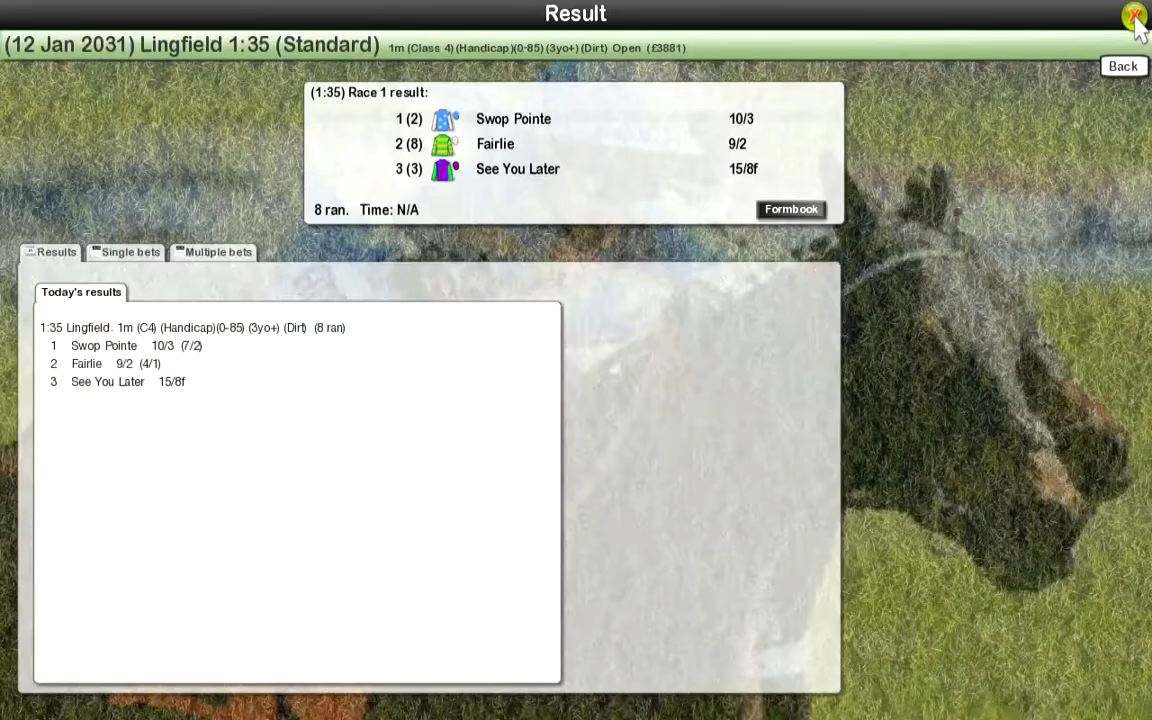 Result
X
(12 Jan 2031) Lingfield 1:35 (Standard) 1m (Class 4) (Handicap)(0-85) (3yo+) (Dirt) Open (£3881)
Back
(1:35) Race 1 result:
1 (2) Swop Pointe 10/3
2 (8) Fairlie 9/2
3 (3) See You Later 15/8f
8 ran. Time: N/A
Formbook
Results Single bets Multiple bets
Today's results
1:35 Lingfield 1m (C4) (Handicap)(0-85) (3yo+) (Dirt) (8 ran)
1 Swop Pointe 10/3 (7/2)
2 Fairlie 9/2 (4/1)
3 See You Later 15/8f